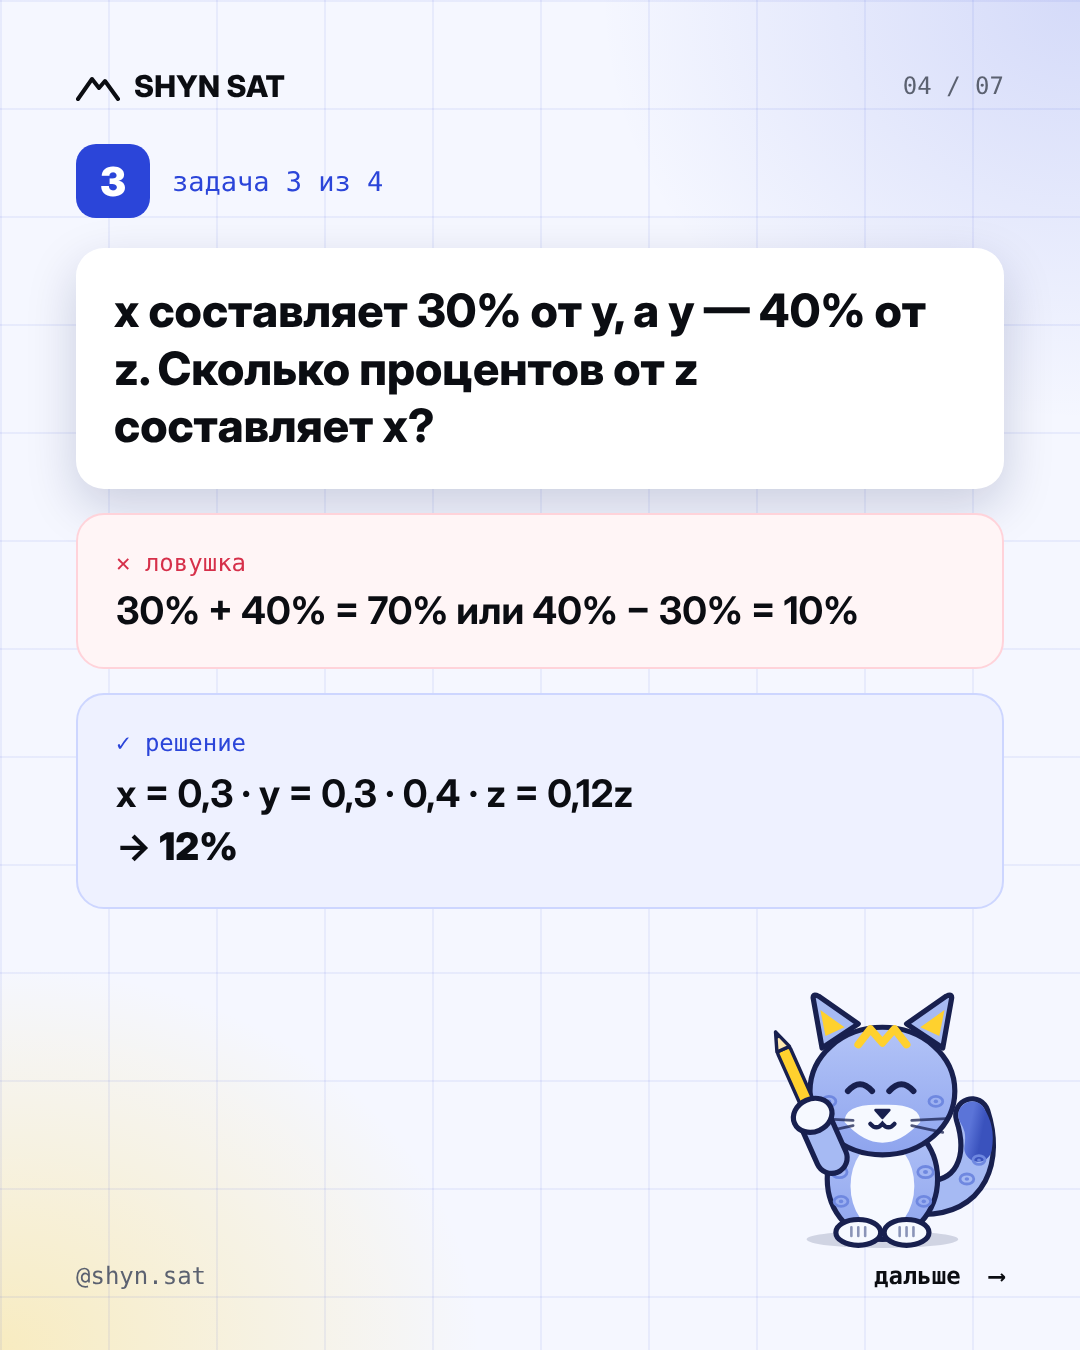 SHYN SAT
04 / 07
3
задача 3 из 4
x составляет 30% от y, а y — 40% от
z. Сколько процентов от z
составляет x?
× ловушка
30% + 40% = 70% или 40% − 30% = 10%
✓ решение
x = 0,3 · y = 0,3 · 0,4 · z = 0,12z
→ 12%
@shyn.sat
дальше →